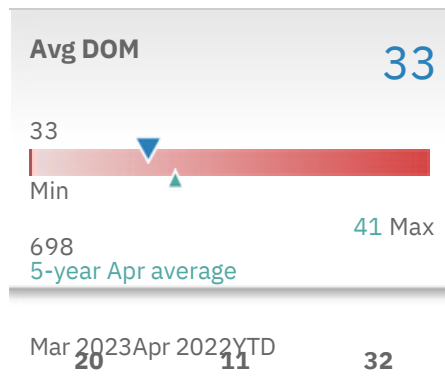 Avg DOM
33
33
Min
41 Max
698
5-year Apr average
Mar 2023Apr 2022YTD
20 11 32